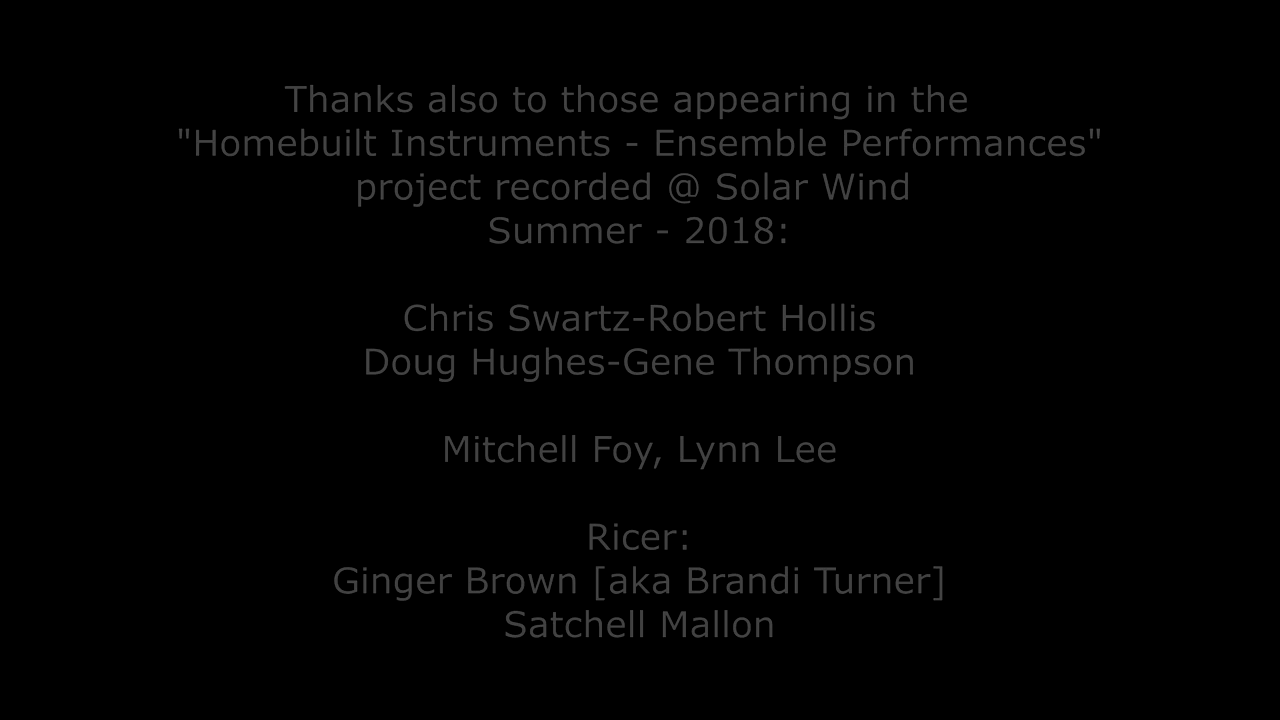 Thanks also to those appearing in the
"Homebuilt Instruments - Ensemble Performances"
project recorded @ Solar Wind
Summer - 2018:
Chris Swartz-Robert Hollis
Doug Hughes-Gene Thompson
Mitchell Foy, Lynn Lee
Ricer:
Ginger Brown [aka Brandi Turner]
Satchell Mallon